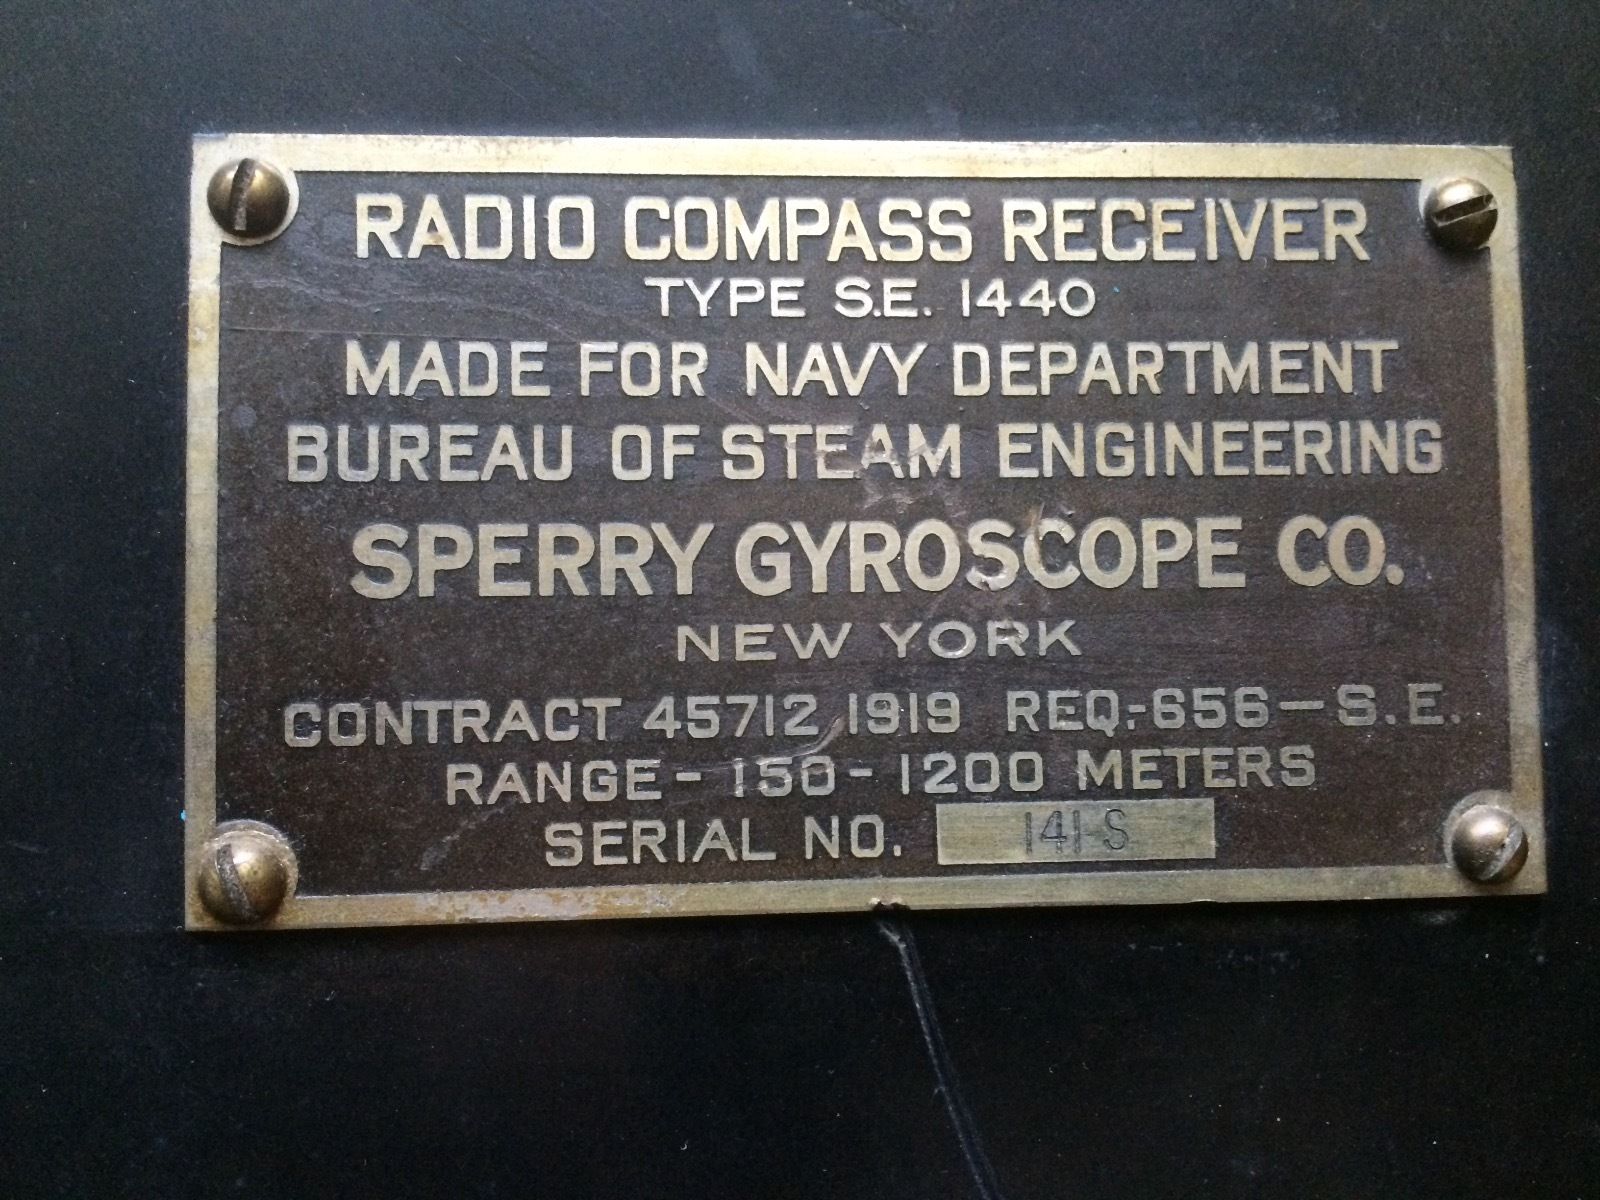 RADIO COMPASS RECEIVER
TYPE S.E. 1440
MADE FOR NAVY DEPARTMENT
BUREAU OF STEAM ENGINEERING
SPERRY GYROSCOPE CO.
NEW YORK
CONTRACT 45712 1919 REQ.-656-S.E.
RANGE-150-1200 METERS
SERIAL NO. 141-S